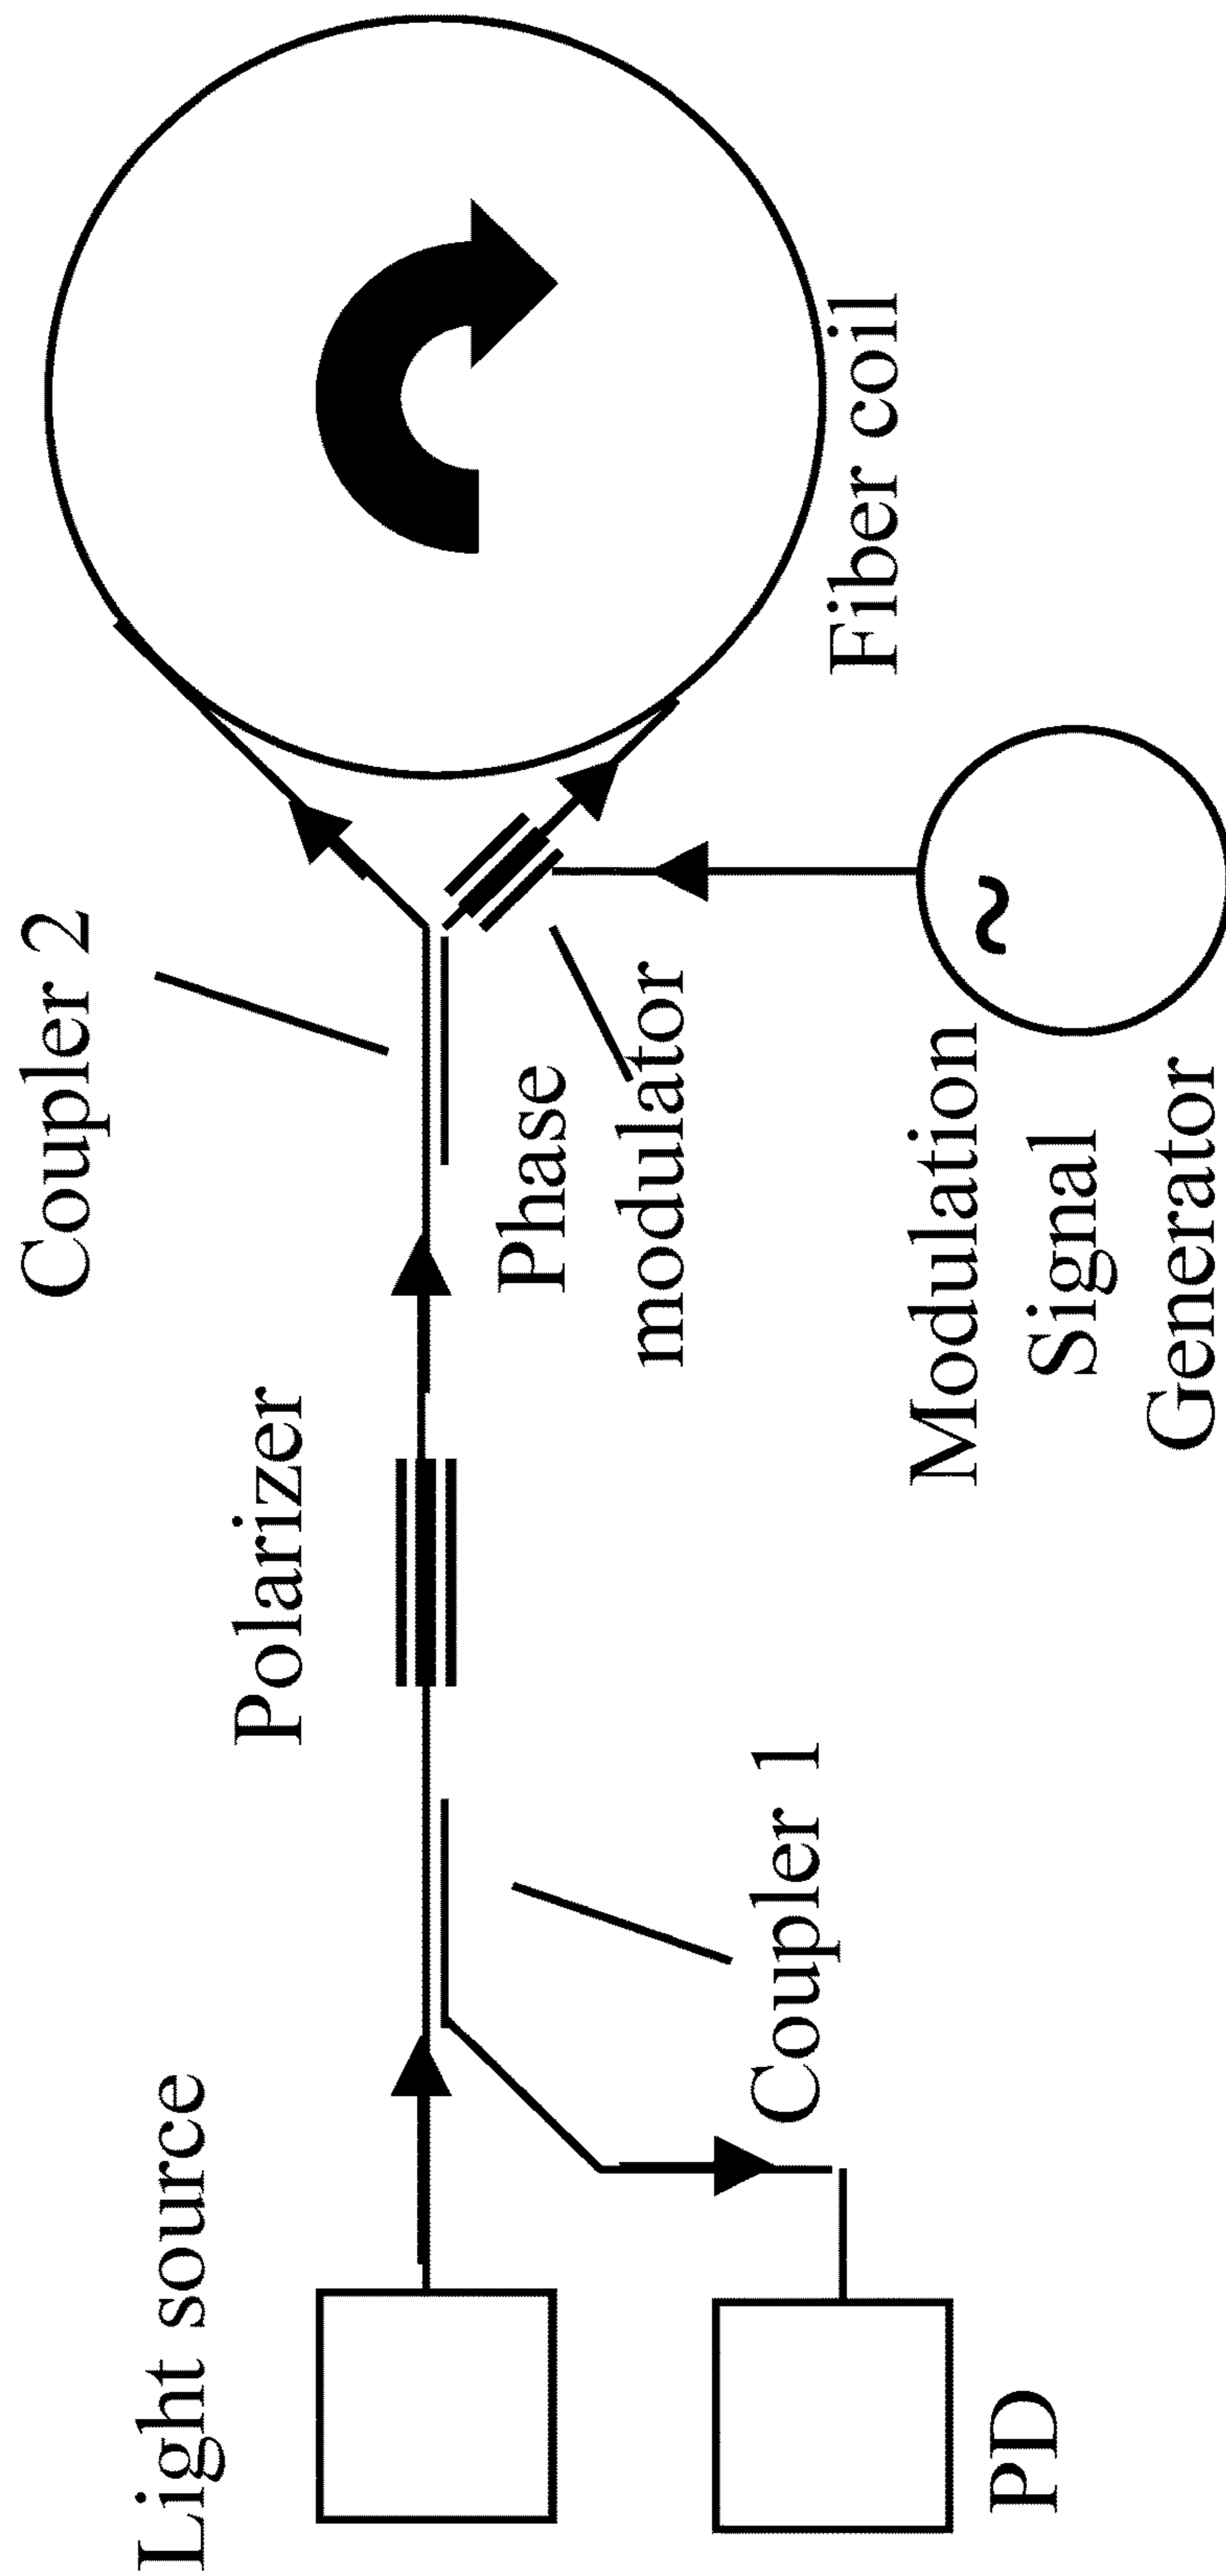 Light source
Polarizer
Coupler 2
Coupler 1
Phase
modulator
Fiber coil
PD
Modulation
Signal
Generator
~